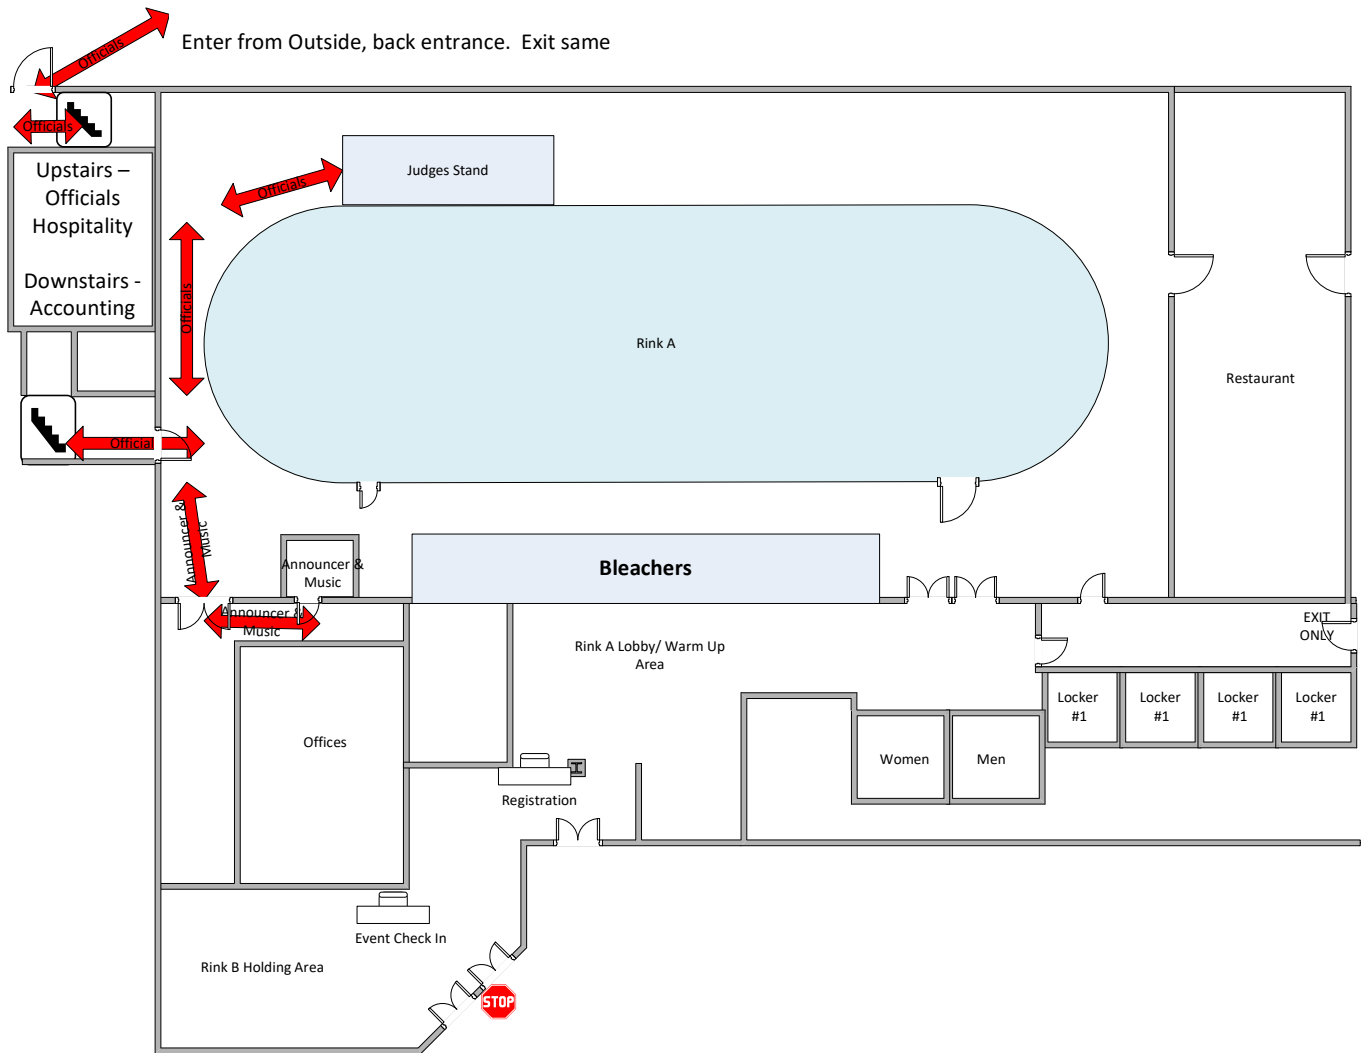 Enter from Outside, back entrance.  Exit same
Officials
Officials
Upstairs –
Officials
Hospitality
Downstairs -
Accounting
Officials
Judges Stand
Officials
Rink A
Restaurant
Official
Announcer &
Music
Announcer &
Music
Announcer &
Music
Bleachers
EXIT
ONLY
Rink A Lobby/ Warm Up
Area
Locker
#1
Locker
#1
Locker
#1
Locker
#1
Offices
Women
Men
Registration
Event Check In
Rink B Holding Area
STOP